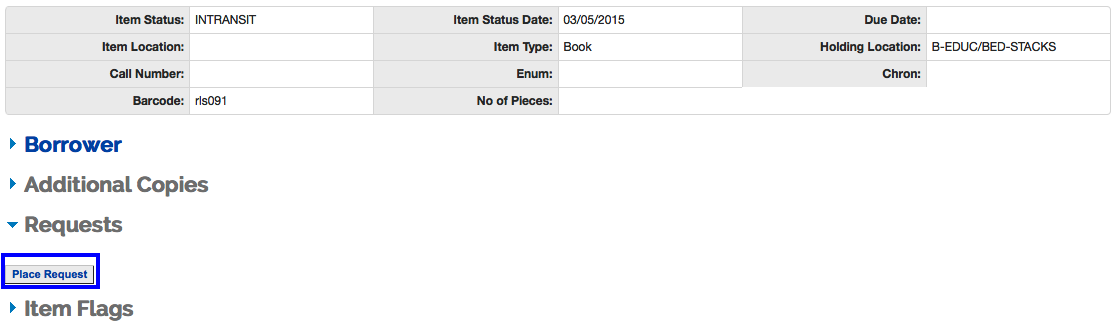 Item Status: INTRANSIT Item Status Date: 03/05/2015 Due Date:
Item Location: Item Type: Book Holding Location: B-EDUC/BED-STACKS
Call Number: Enum: Chron:
Barcode: rls091 No of Pieces:
Borrower
Additional Copies
Requests
Place Request
Item Flags